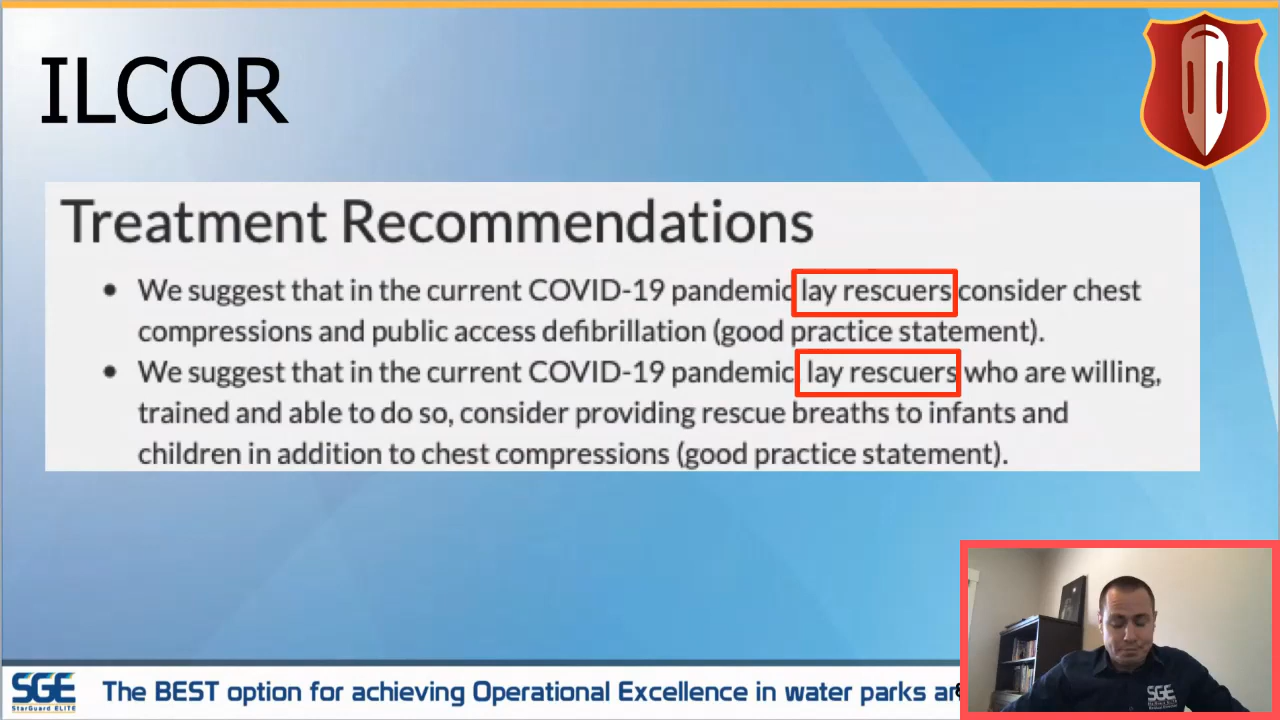 ILCOR
Treatment Recommendations
• We suggest that in the current COVID-19 pandemic lay rescuers consider chest
compressions and public access defibrillation (good practice statement).
• We suggest that in the current COVID-19 pandemic, lay rescuers who are willing,
trained and able to do so, consider providing rescue breaths to infants and
children in addition to chest compressions (good practice statement).
SGE
StarGuard ELITE
The BEST option for achieving Operational Excellence in water parks
SGE